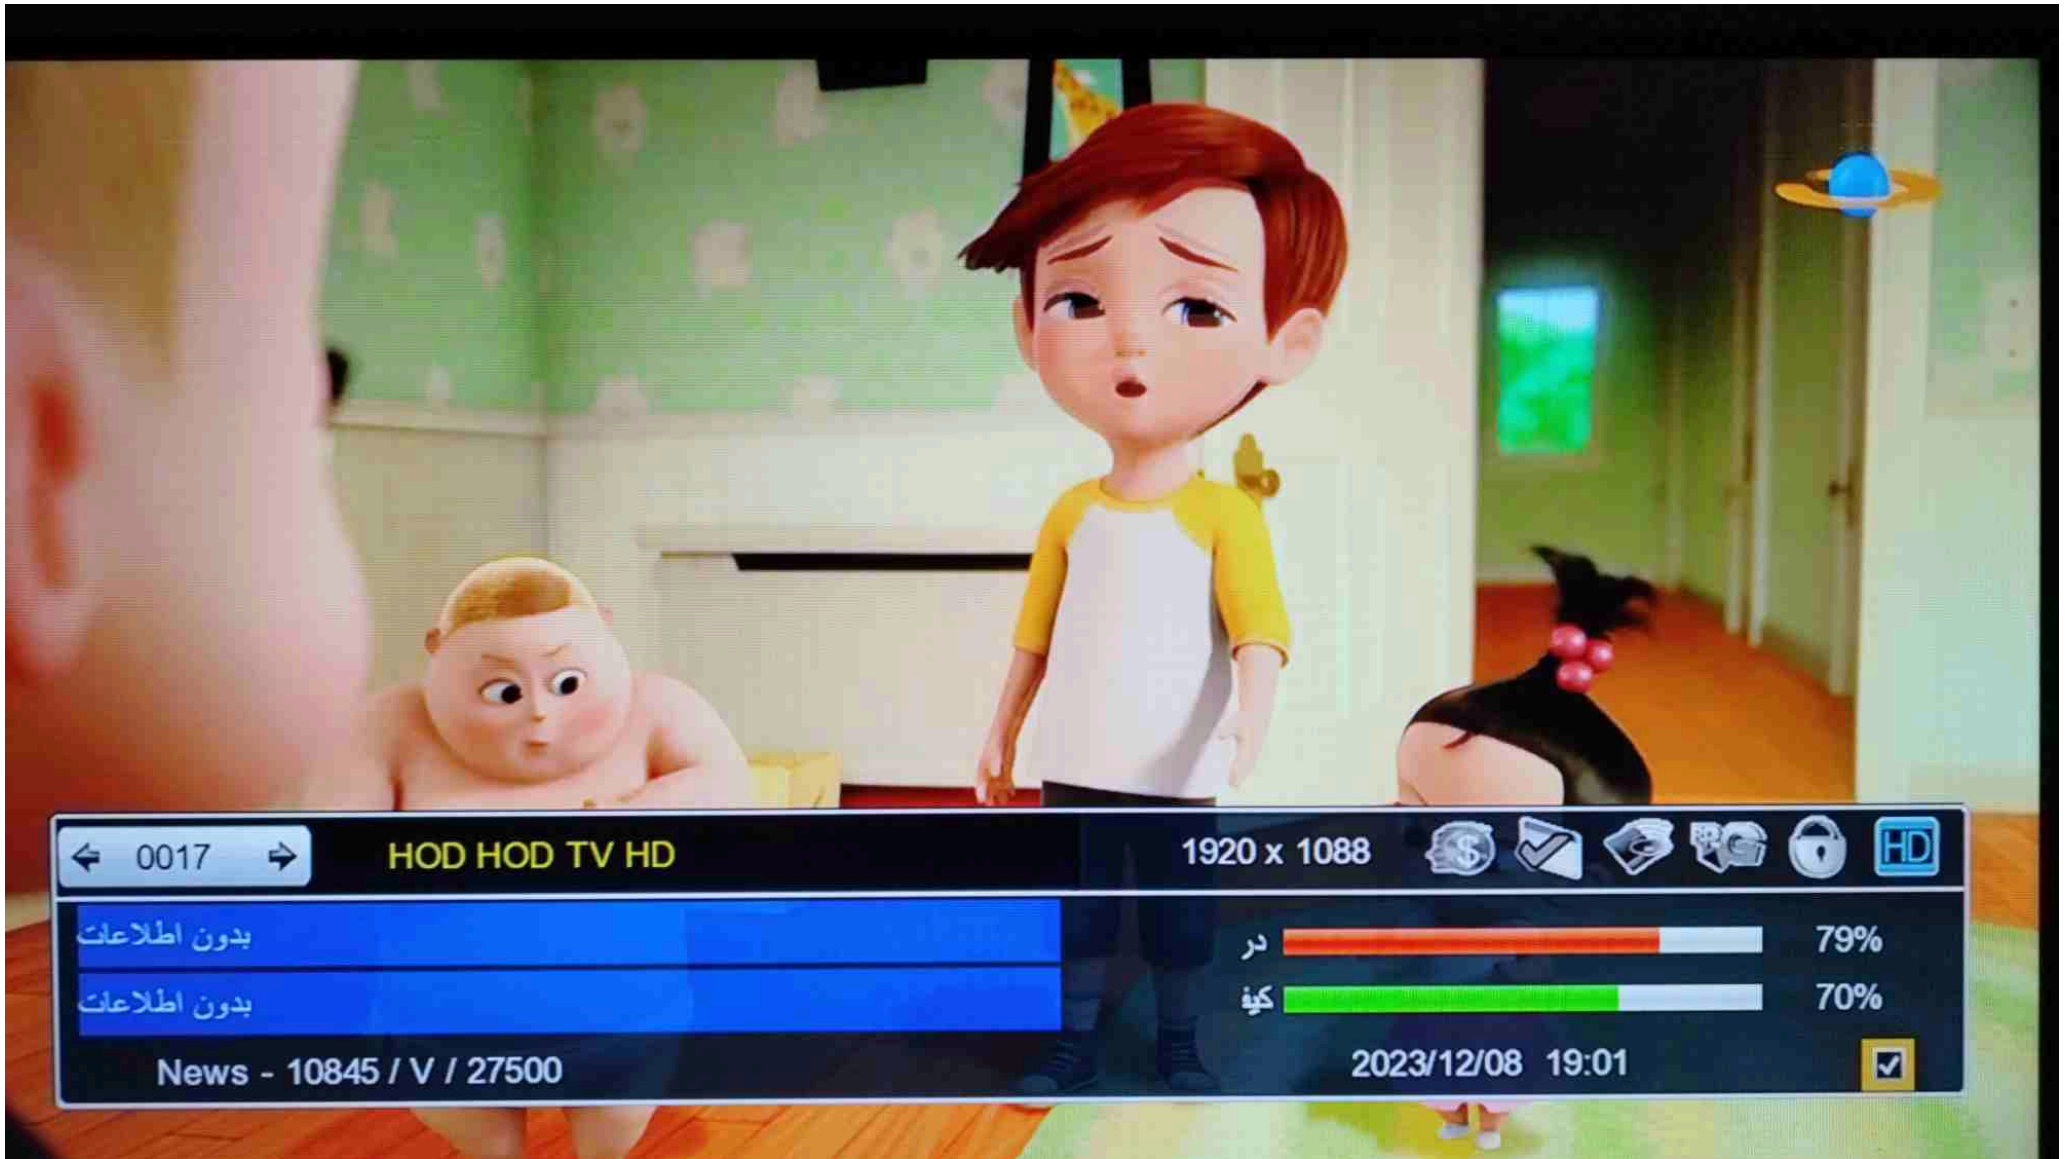 0017 HOD HOD TV HD 1920 x 1088 HD
بدون اطلاعات
در 79%
بدون اطلاعات
کیف 70%
News - 10845 / V / 27500 2023/12/08 19:01